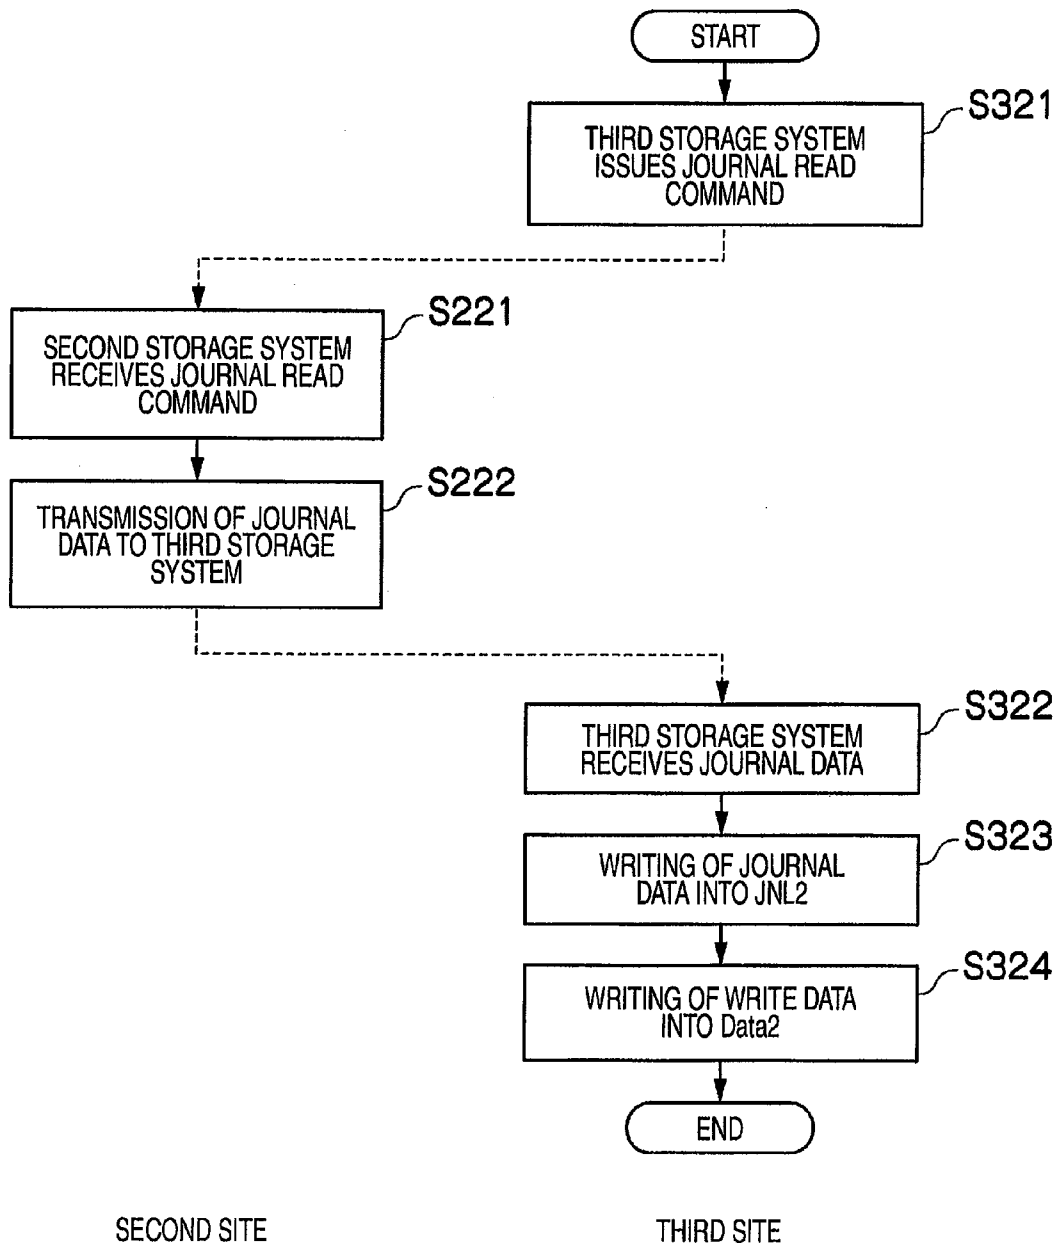 START
S321
THIRD STORAGE SYSTEM
ISSUES JOURNAL READ
COMMAND
S221
SECOND STORAGE SYSTEM
RECEIVES JOURNAL READ
COMMAND
S222
TRANSMISSION OF JOURNAL
DATA TO THIRD STORAGE
SYSTEM
S322
THIRD STORAGE SYSTEM
RECEIVES JOURNAL DATA
S323
WRITING OF JOURNAL
DATA INTO JNL2
S324
WRITING OF WRITE DATA
INTO Data2
END
SECOND SITE
THIRD SITE